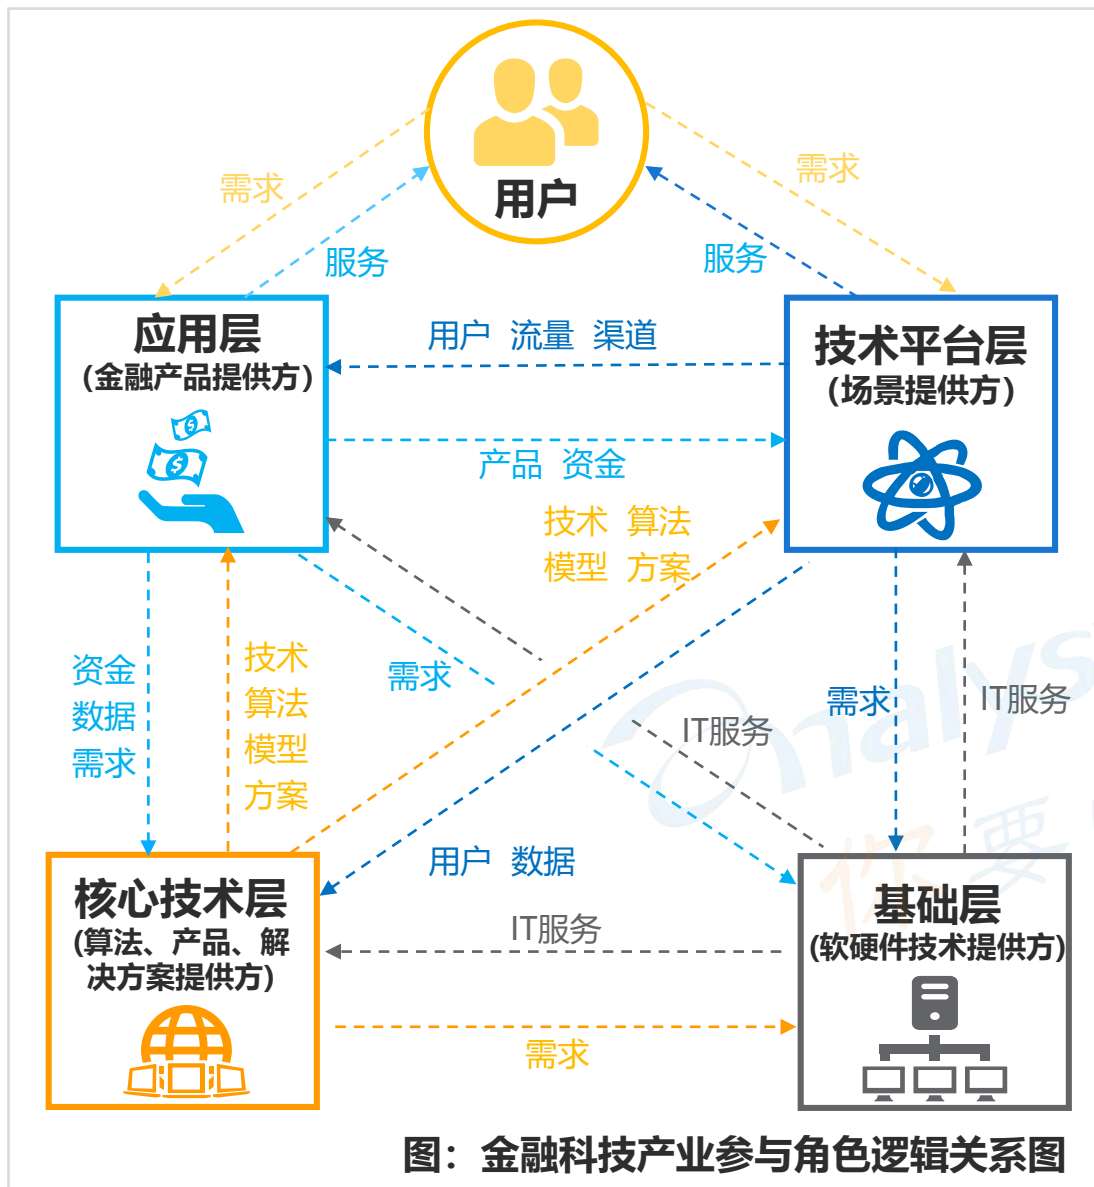 用户
需求
需求
服务
服务
应用层
(金融产品提供方)
用户 流量 渠道
技术平台层
(场景提供方)
产品 资金
技术 算法
模型 方案
资金
数据
需求
技术
算法
模型
方案
需求
IT服务
需求
IT服务
nalys
你要
用户 数据
核心技术层
(算法、产品、解
决方案提供方)
IT服务
需求
基础层
(软硬件技术提供方)
图：金融科技产业参与角色逻辑关系图